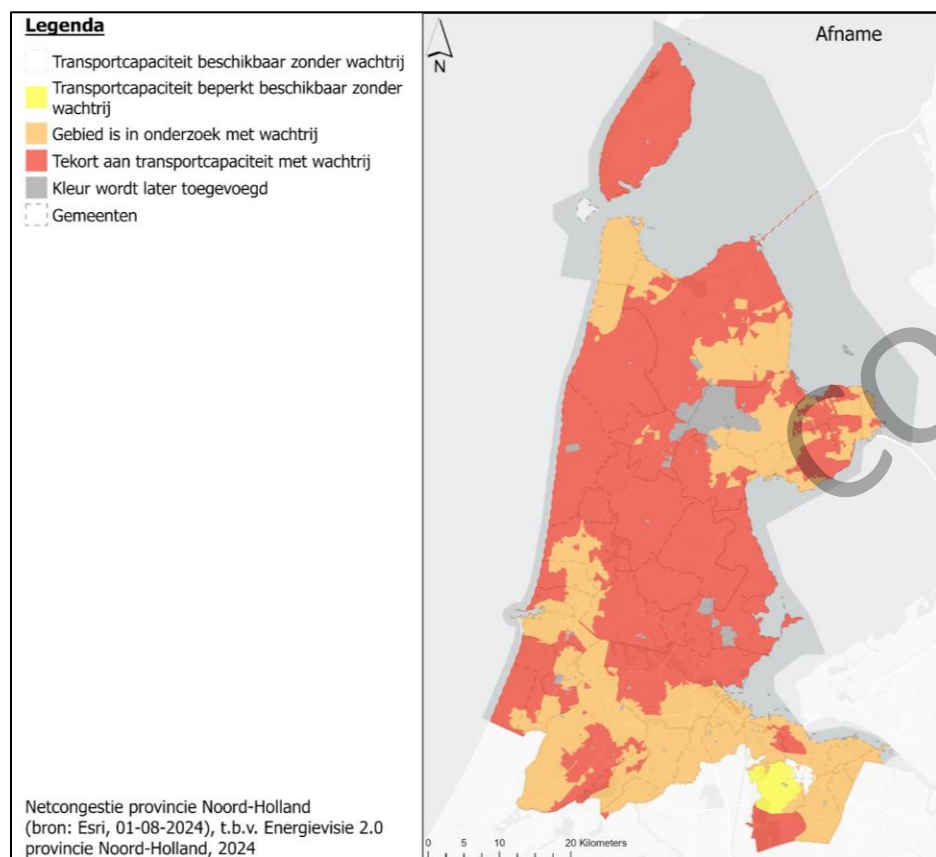 Legenda
Transportcapaciteit beschikbaar zonder wachtrij
Transportcapaciteit beperkt beschikbaar zonder
wachtrij
Gebied is in onderzoek met wachtrij
Tekort aan transportcapaciteit met wachtrij
Kleur wordt later toegevoegd
Gemeenten
Netcongestie provincie Noord-Holland
(bron: Esri, 01-08-2024), t.b.v. Energievisie 2.0
provincie Noord-Holland, 2024
N
Afname
CO
0 5 10 20 Kilometers